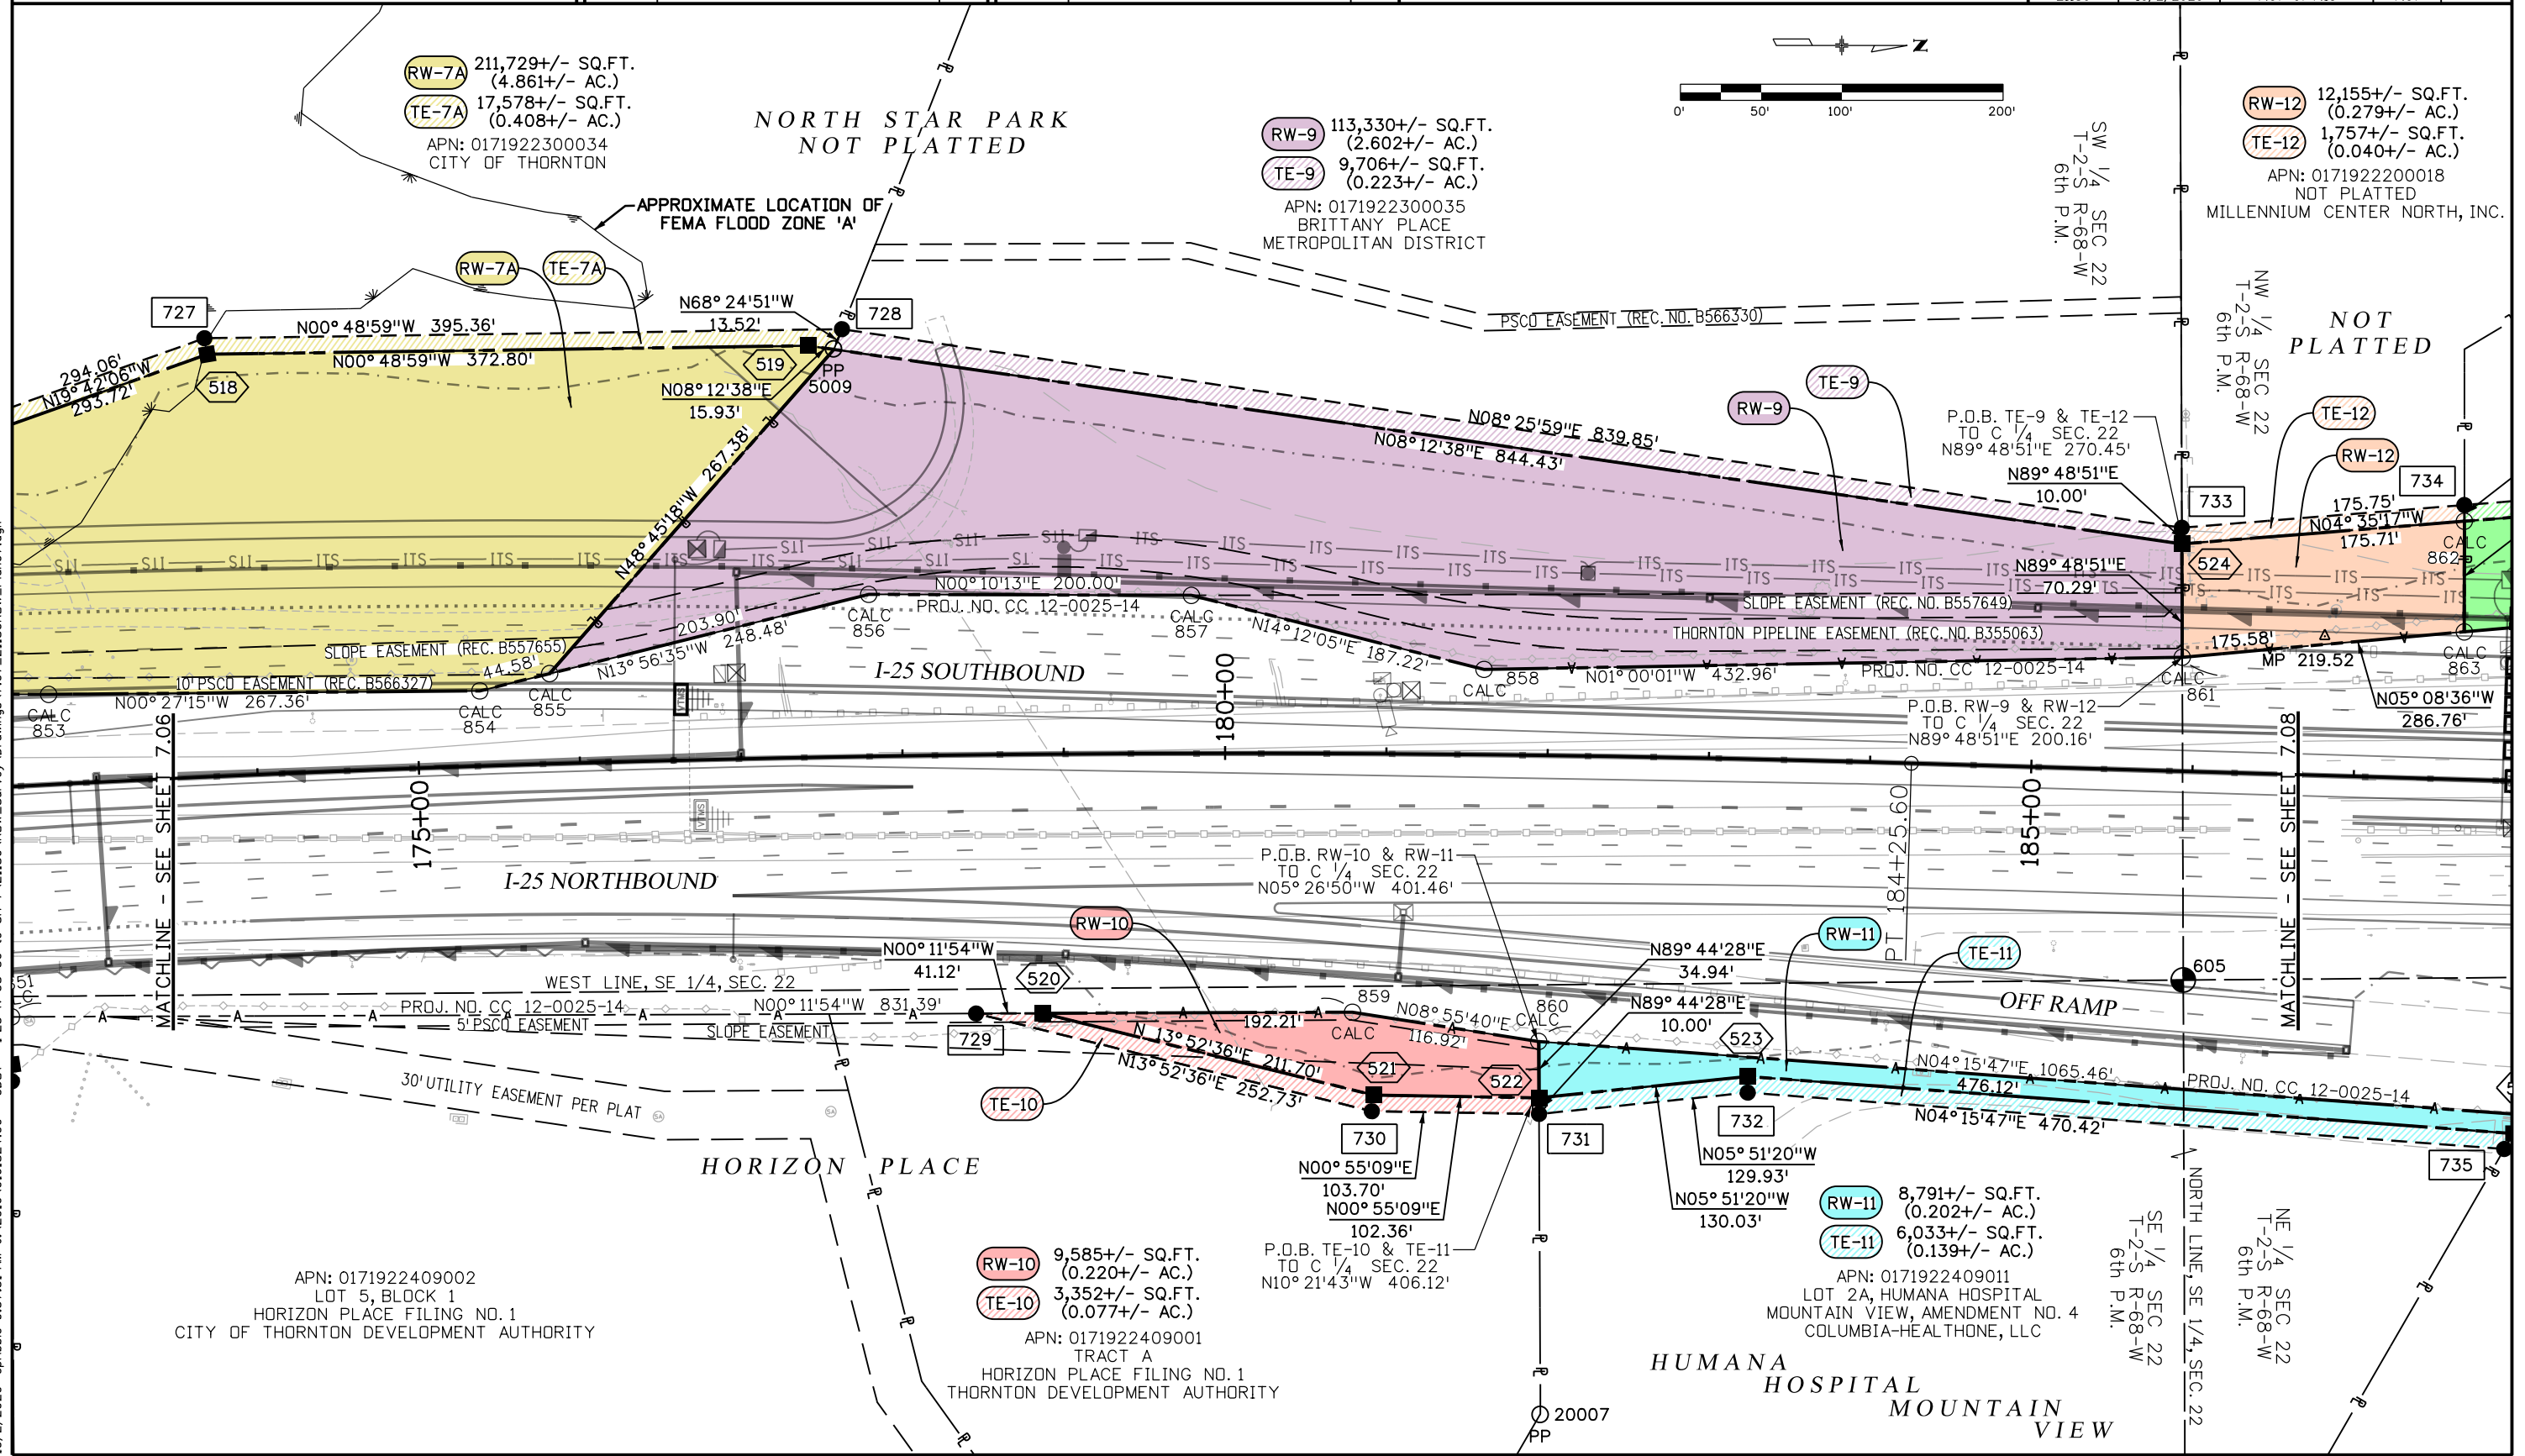 RW-7A 211,729+/- SQ.FT.
(4.861+/- AC.)
TE-7A 17,578+/- SQ.FT.
(0.408+/- AC.)
APN: 0171922300034
CITY OF THORNTON
NORTH STAR PARK
NOT PLATTED
APPROXIMATE LOCATION OF
FEMA FLOOD ZONE 'A'
RW-9 113,330+/- SQ.FT.
(2.602+/- AC.)
TE-9 9,706+/- SQ.FT.
(0.223+/- AC.)
APN: 0171922300035
BRITTANY PLACE
METROPOLITAN DISTRICT
N
0' 50' 100' 200'
RW-12 12,155+/- SQ.FT.
(0.279+/- AC.)
TE-12 1,757+/- SQ.FT.
(0.040+/- AC.)
APN: 0171922200018
NOT PLATTED
MILLENNIUM CENTER NORTH, INC.
SW 1/4 SEC 22
T-2-S R-68-W
6th P.M.
NW 1/4 SEC 22
T-2-S R-68-W
6th P.M.
NOT
PLATTED
RW-7A
TE-7A
727
N00°48'59"W 395.36'
N00°48'59"W 372.80'
294.06'
N19°42'06"W
293.72'
518
N68°24'51"W
13.52'
728
519
PP
5009
N08°12'38"E
15.93'
N48°45'18"W 267.38'
PSCO EASEMENT (REC. NO. B566330)
N08°25'59"E 839.85'
N08°12'38"E 844.43'
RW-9
TE-9
P.O.B. TE-9 & TE-12
TO C 1/4 SEC. 22
N89°48'51"E 270.45'
N89°48'51"E
10.00'
733
TE-12
RW-12
734
175.75'
N04°35'17"W
175.71'
CALC
862
524
N89°48'51"E
70.29'
ITS ITS ITS ITS ITS ITS ITS ITS
N00°10'13"E 200.00'
PROJ. NO. CC 12-0025-14
CALC
856
CALC
857
SLOPE EASEMENT (REC. NO. B557649)
THORNTON PIPELINE EASEMENT (REC. NO. B355063)
203.90'
N13°56'35"W 248.48'
N14°12'05"E 187.22'
SLOPE EASEMENT (REC. B557655)
44.58'
10' PSCO EASEMENT (REC. B566327)
N00°27'15"W 267.36'
CALC
853
CALC
854
CALC
855
I-25 SOUTHBOUND
CALC 858
N01°00'01"W 432.96'
PROJ. NO. CC 12-0025-14
CALC
861
175.58'
MP 219.52
CALC
863
N05°08'36"W
286.76'
P.O.B. RW-9 & RW-12
TO C 1/4 SEC. 22
N89°48'51"E 200.16'
VTMS
VTMS
MATCHLINE - SEE SHEET 7.06
175+00
180+00
PT 184+25.60
185+00
MATCHLINE - SEE SHEET 7.08
I-25 NORTHBOUND
P.O.B. RW-10 & RW-11
TO C 1/4 SEC. 22
N05°26'50"W 401.46'
RW-10
N00°11'54"W
41.12'
520
RW-11
TE-11
N89°44'28"E
34.94'
605
WEST LINE, SE 1/4, SEC. 22
PROJ. NO. CC 12-0025-14
N00°11'54"W 831.39'
5' PSCO EASEMENT
SLOPE EASEMENT
729
192.21'
859
CALC
N08°55'40"E
116.92'
860
CALC
N89°44'28"E
10.00'
OFF RAMP
523
N 13°52'36"E 211.70'
N13°52'36"E 252.73'
521
522
N04°15'47"E 1065.46'
476.12'
PROJ. NO. CC 12-0025-14
N04°15'47"E 470.42'
30' UTILITY EASEMENT PER PLAT
TE-10
730
731
732
735
HORIZON PLACE
N00°55'09"E
103.70'
N00°55'09"E
102.36'
N05°51'20"W
129.93'
N05°51'20"W
130.03'
P.O.B. TE-10 & TE-11
TO C 1/4 SEC. 22
N10°21'43"W 406.12'
RW-11 8,791+/- SQ.FT.
(0.202+/- AC.)
TE-11 6,033+/- SQ.FT.
(0.139+/- AC.)
APN: 0171922409011
LOT 2A, HUMANA HOSPITAL
MOUNTAIN VIEW, AMENDMENT NO. 4
COLUMBIA-HEALTHONE, LLC
SE 1/4 SEC 22
T-2-S R-68-W
6th P.M.
NORTH LINE, SE 1/4, SEC. 22
NE 1/4 SEC 22
T-2-S R-68-W
6th P.M.
RW-10 9,585+/- SQ.FT.
(0.220+/- AC.)
TE-10 3,352+/- SQ.FT.
(0.077+/- AC.)
APN: 0171922409001
TRACT A
HORIZON PLACE FILING NO. 1
THORNTON DEVELOPMENT AUTHORITY
APN: 0171922409002
LOT 5, BLOCK 1
HORIZON PLACE FILING NO. 1
CITY OF THORNTON DEVELOPMENT AUTHORITY
HUMANA
HOSPITAL
MOUNTAIN
VIEW
20007
PP